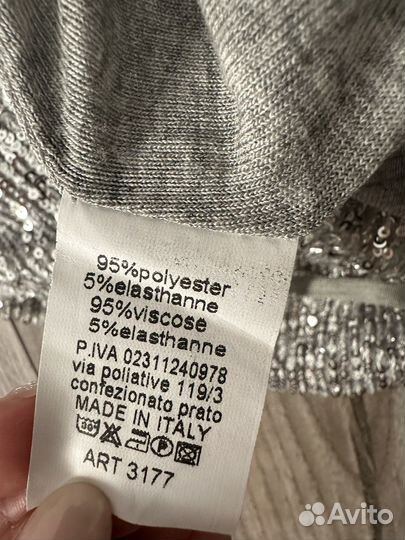 95%polyester
5%elasthanne
95%viscose
5%elasthanne
P.IVA 02311240978
via poliative 119/3
confezionato prato
MADE IN ITALY
30
ART 3177
Avito